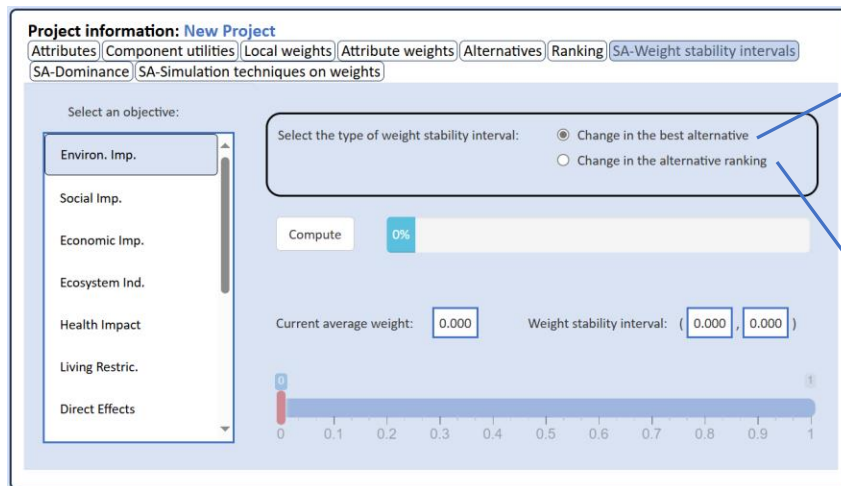 Project information: New Project
Attributes Component utilities Local weights Attribute weights Alternatives Ranking SA-Weight stability intervals
SA-Dominance SA-Simulation techniques on weights
Select an objective:
Environ. Imp.
Social Imp.
Economic Imp.
Ecosystem Ind.
Health Impact
Living Restric.
Direct Effects
Select the type of weight stability interval:
Change in the best alternative
Change in the alternative ranking
Compute
0%
Current average weight: 0.000
Weight stability interval: ( 0.000 , 0.000 )
0 1
0 0.1 0.2 0.3 0.4 0.5 0.6 0.7 0.8 0.9 1